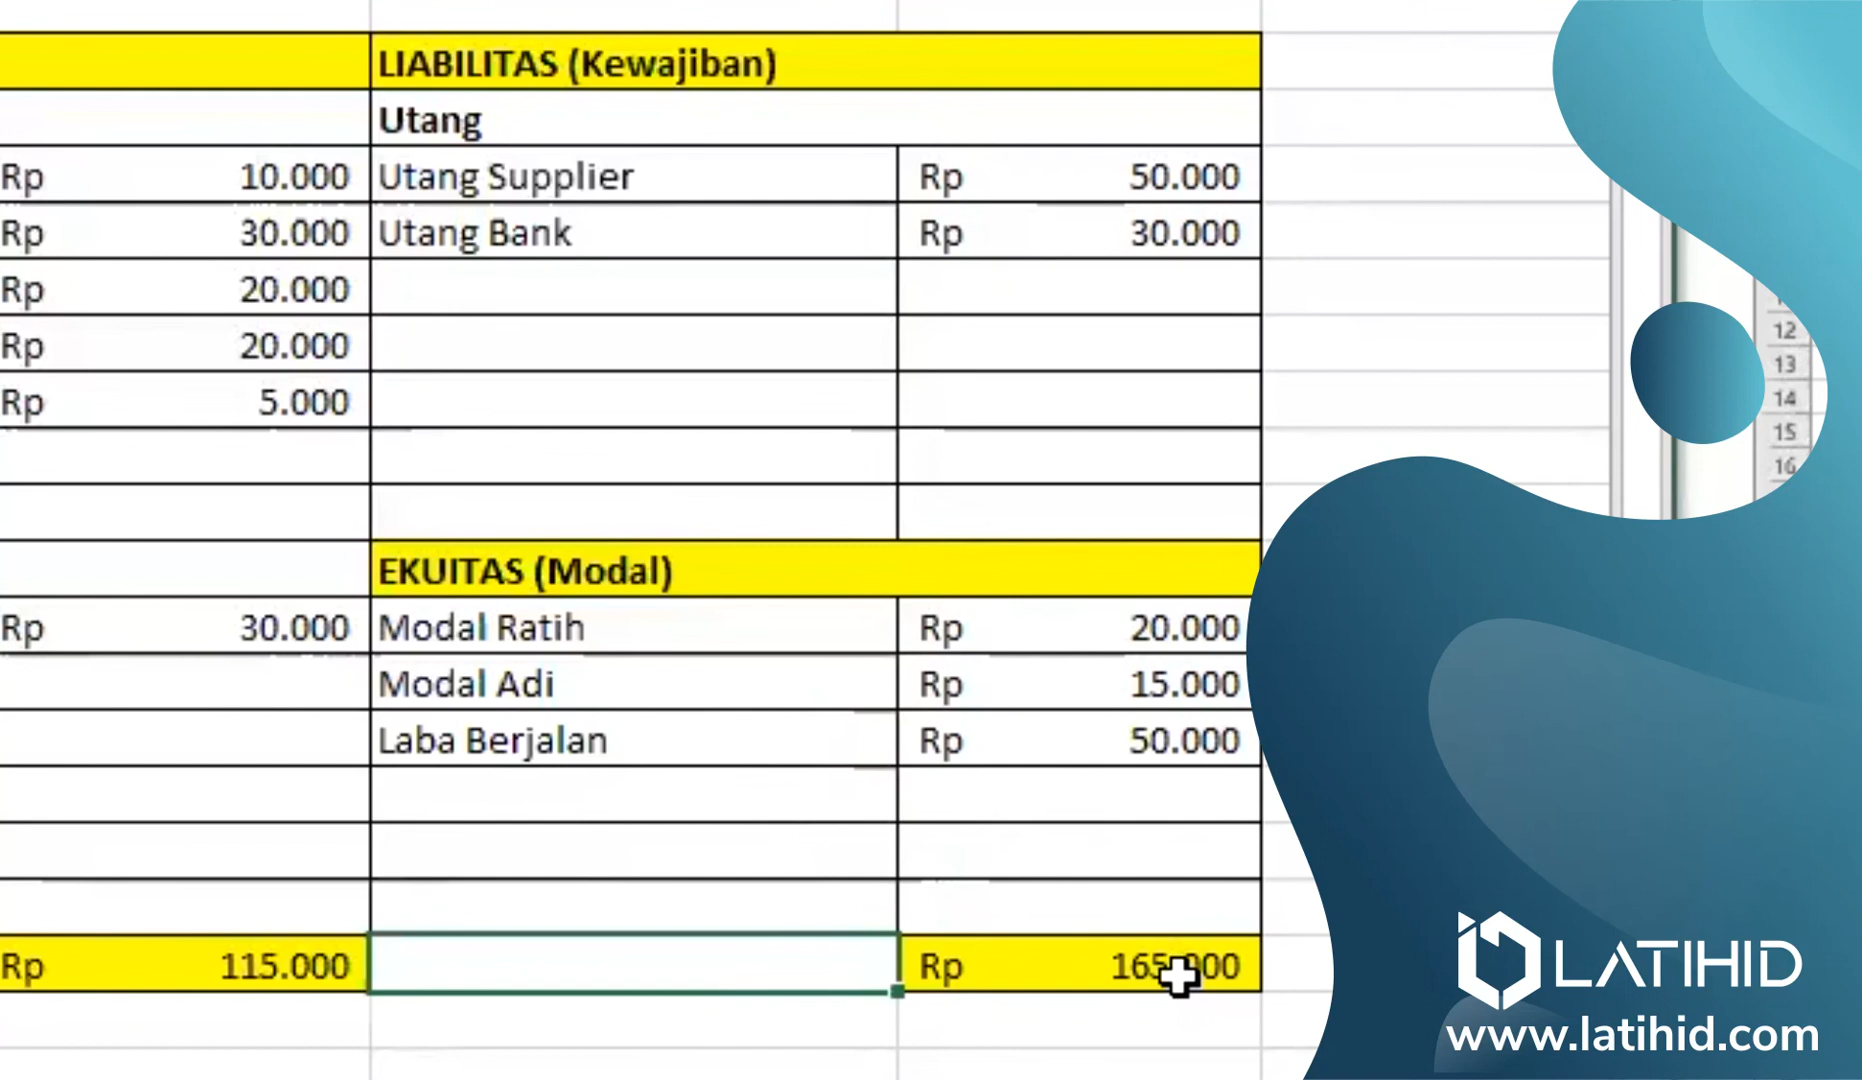 LIABILITAS (Kewajiban)
Utang
Rp 10.000 Utang Supplier Rp 50.000
Rp 30.000 Utang Bank Rp 30.000
Rp 20.000
Rp 20.000
Rp 5.000
EKUITAS (Modal)
Rp 30.000 Modal Ratih Rp 20.000
Modal Adi Rp 15.000
Laba Berjalan Rp 50.000
Rp 115.000 Rp 165.000
12
13
14
15
16
LATIHID
www.latihid.com